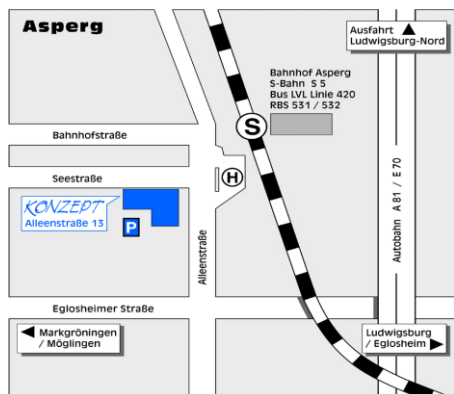 Asperg
Ausfahrt
Ludwigsburg-Nord
Bahnhof Asperg
S-Bahn S 5
Bus LVL Linie 420
RBS 531 / 532
S
Bahnhofstraße
H
Seestraße
KONZEPT
Alleenstraße 13
P
Alleenstraße
Autobahn A 81 / E 70
Eglosheimer Straße
Markgröningen
/ Möglingen
Ludwigsburg
/ Eglosheim